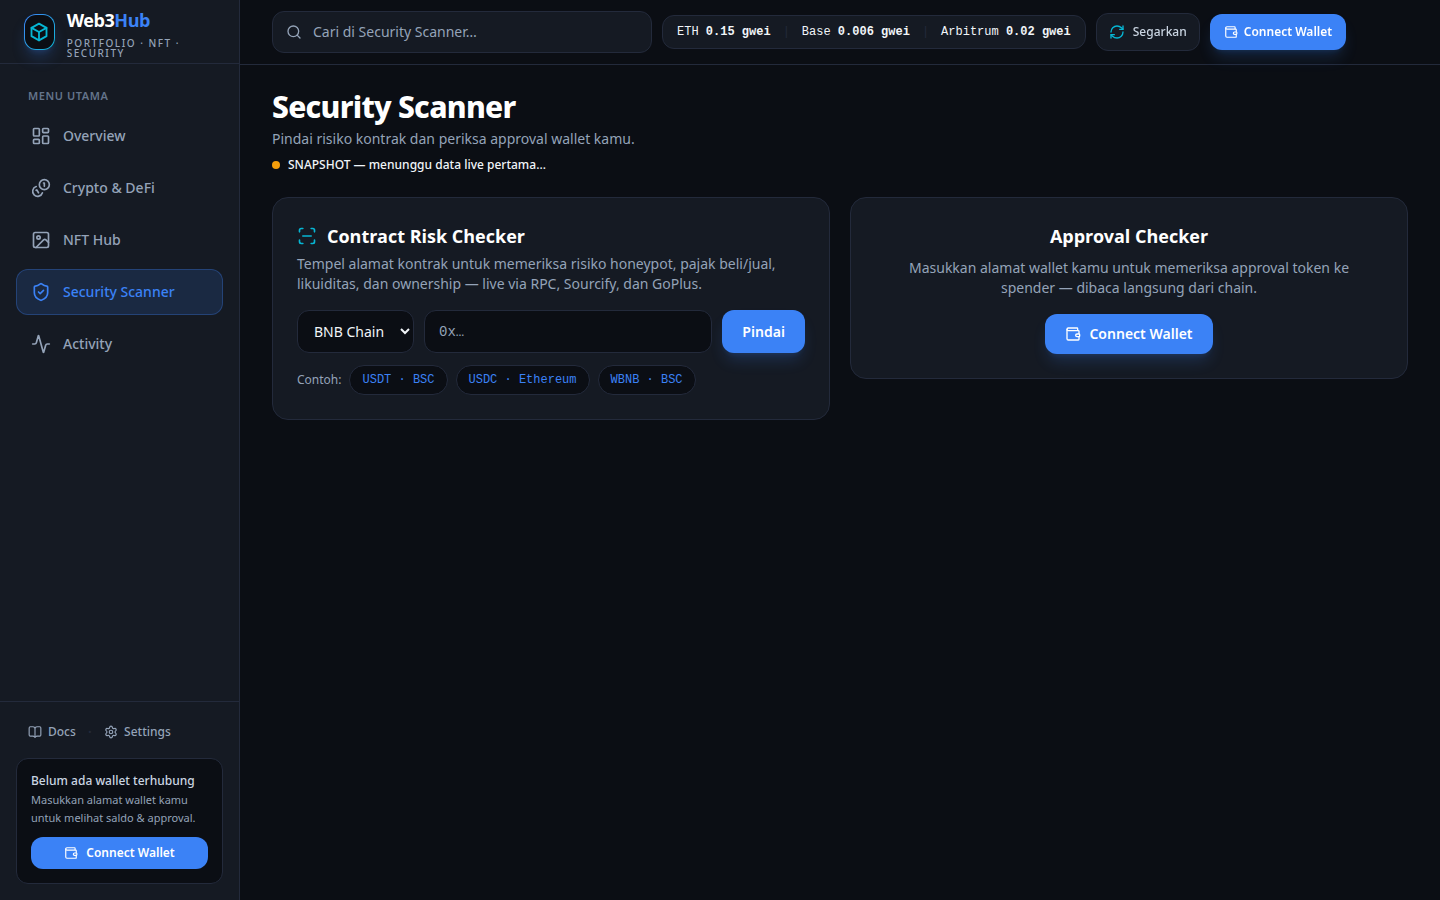 Web3Hub
PORTFOLIO · NFT ·
SECURITY
MENU UTAMA
Overview
Crypto & DeFi
NFT Hub
Security Scanner
Activity
Docs · Settings
Belum ada wallet terhubung
Masukkan alamat wallet kamu
untuk melihat saldo & approval.
Connect Wallet
Cari di Security Scanner...
ETH 0.15 gwei
Base 0.006 gwei
Arbitrum 0.02 gwei
Segarkan
Connect Wallet
Security Scanner
Pindai risiko kontrak dan periksa approval wallet kamu.
SNAPSHOT — menunggu data live pertama...
Contract Risk Checker
Tempel alamat kontrak untuk memeriksa risiko honeypot, pajak beli/jual,
likuiditas, dan ownership — live via RPC, Sourcify, dan GoPlus.
BNB Chain
0x…
Pindai
Contoh:
USDT · BSC
USDC · Ethereum
WBNB · BSC
Approval Checker
Masukkan alamat wallet kamu untuk memeriksa approval token ke
spender — dibaca langsung dari chain.
Connect Wallet